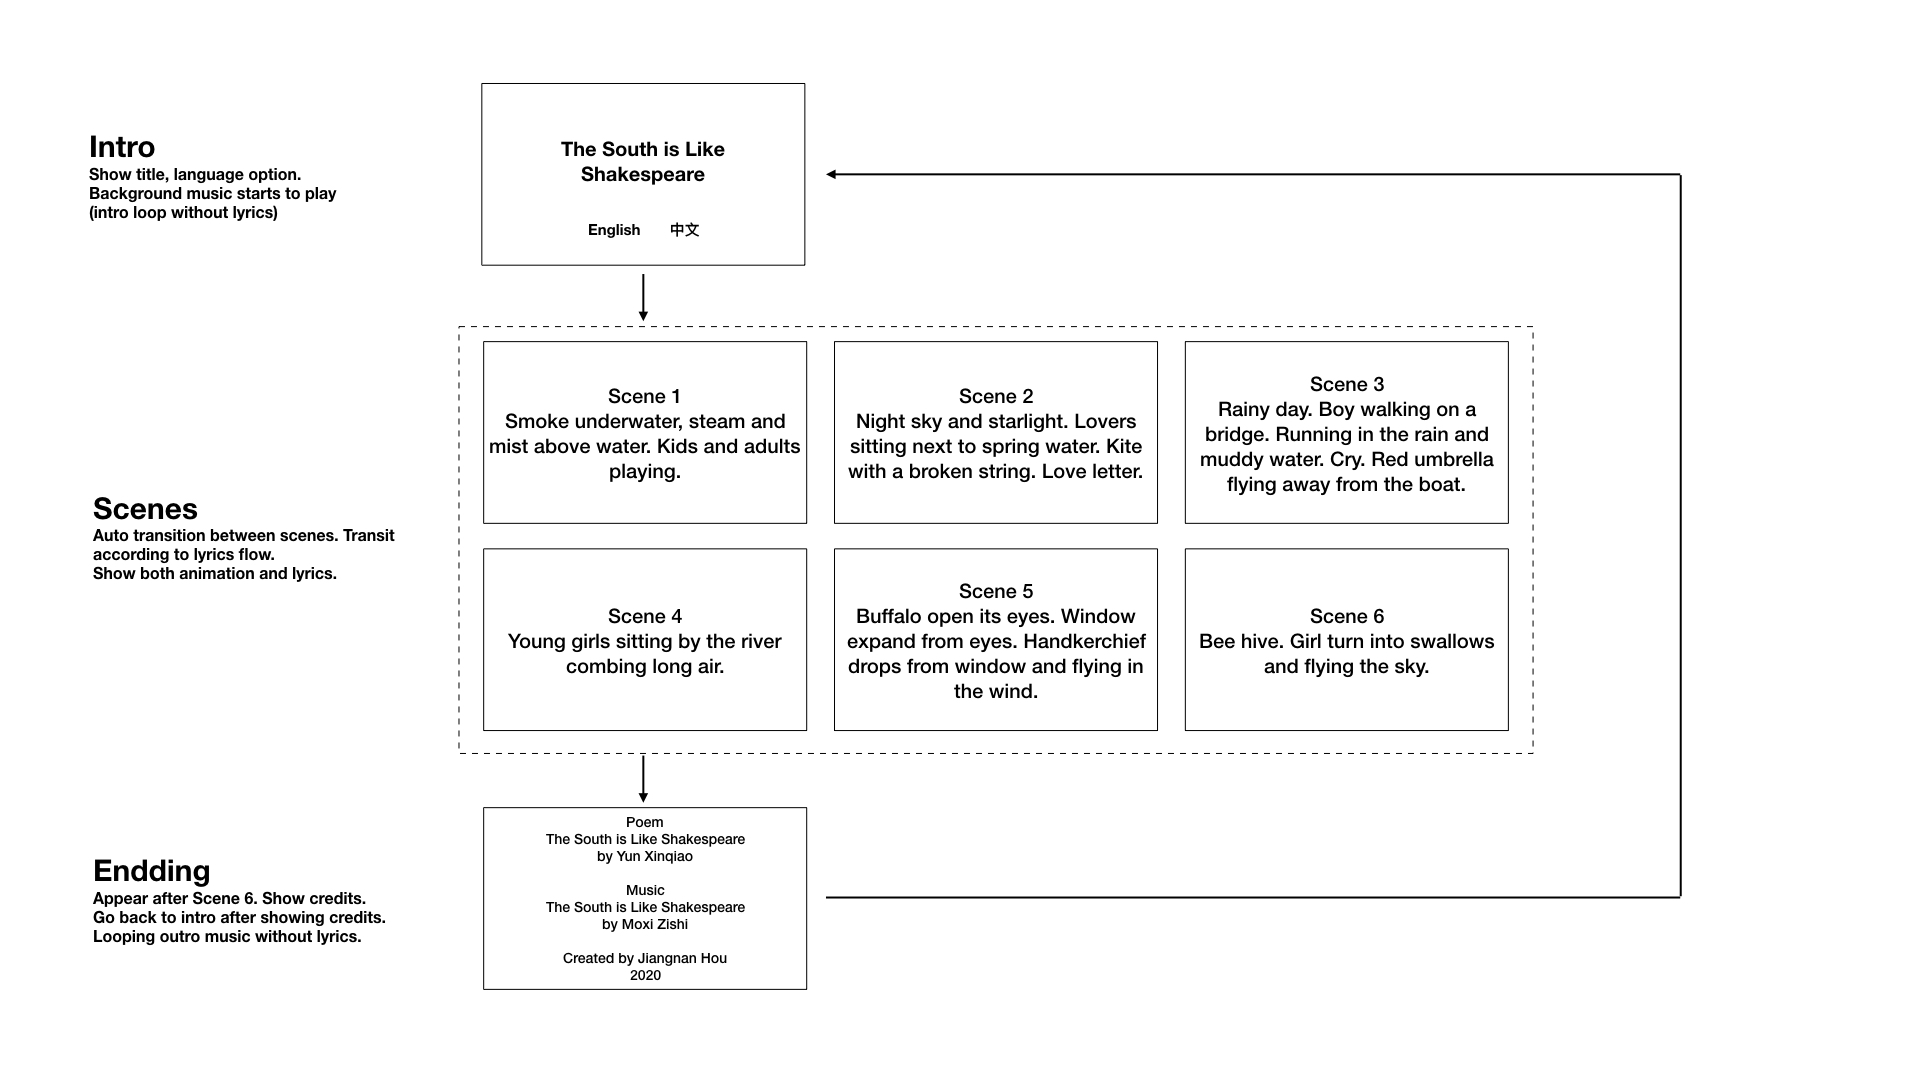 Intro
Show title, language option.
Background music starts to play
(intro loop without lyrics)
The South is Like
Shakespeare
English 中文
Scenes
Auto transition between scenes. Transit
according to lyrics flow.
Show both animation and lyrics.
Scene 1
Smoke underwater, steam and
mist above water. Kids and adults
playing.
Scene 2
Night sky and starlight. Lovers
sitting next to spring water. Kite
with a broken string. Love letter.
Scene 3
Rainy day. Boy walking on a
bridge. Running in the rain and
muddy water. Cry. Red umbrella
flying away from the boat.
Scene 4
Young girls sitting by the river
combing long air.
Scene 5
Buffalo open its eyes. Window
expand from eyes. Handkerchief
drops from window and flying in
the wind.
Scene 6
Bee hive. Girl turn into swallows
and flying the sky.
Endding
Appear after Scene 6. Show credits.
Go back to intro after showing credits.
Looping outro music without lyrics.
Poem
The South is Like Shakespeare
by Yun Xinqiao
Music
The South is Like Shakespeare
by Moxi Zishi
Created by Jiangnan Hou
2020